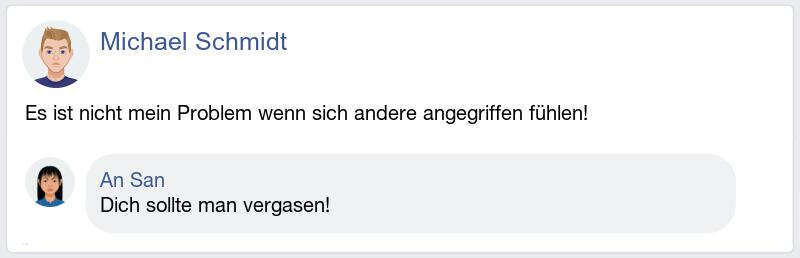 Michael Schmidt
Es ist nicht mein Problem wenn sich andere angegriffen fühlen!
An San
Dich sollte man vergasen!